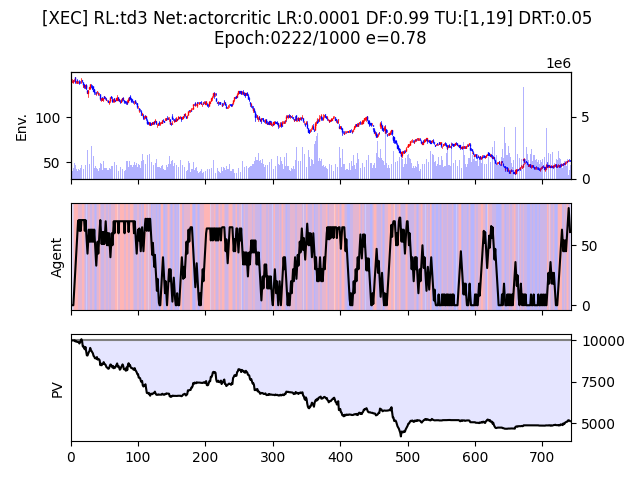 [XEC] RL:td3 Net:actorcritic LR:0.0001 DF:0.99 TU:[1,19] DRT:0.05
Epoch:0222/1000 e=0.78
1e6
Env.
100
50
5
0
Agent
50
0
PV
10000
7500
5000
0 100 200 300 400 500 600 700